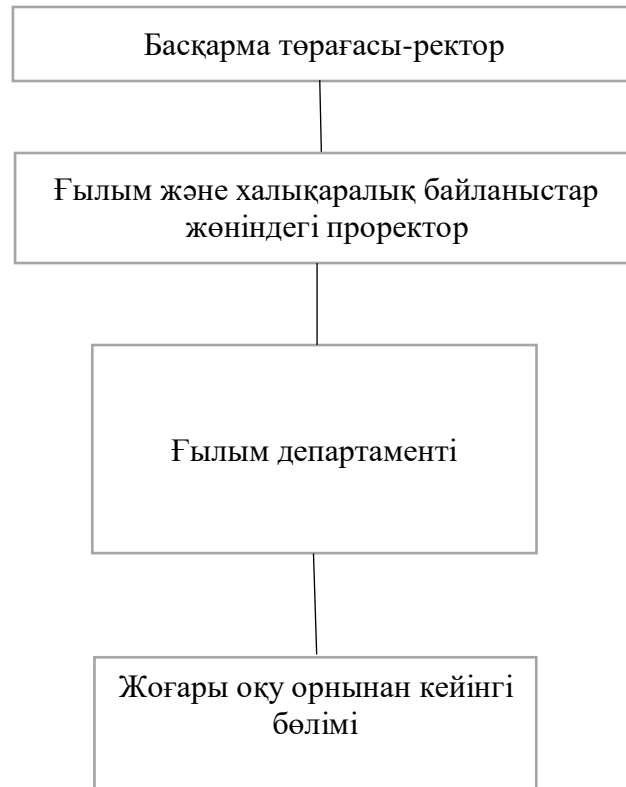 Басқарма төрағасы-ректор
Ғылым және халықаралық байланыстар
жөніндегі проректор
Ғылым департаменті
Жоғары оқу орнынан кейінгі
бөлімі